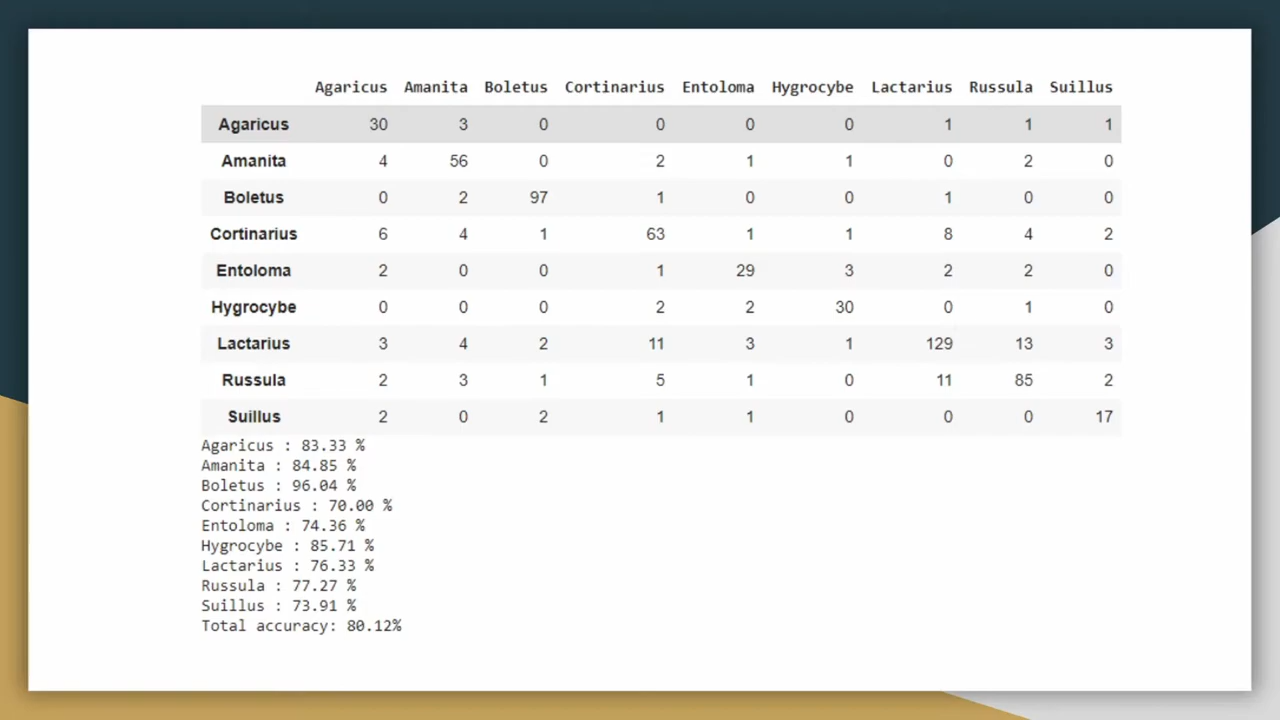 Agaricus Amanita Boletus Cortinarius Entoloma Hygrocybe Lactarius Russula Suillus
Agaricus 30 3 0 0 0 0 1 1 1
Amanita 4 56 0 2 1 1 0 2 0
Boletus 0 2 97 1 0 0 1 0 0
Cortinarius 6 4 1 63 1 1 8 4 2
Entoloma 2 0 0 1 29 3 2 2 0
Hygrocybe 0 0 0 2 2 30 0 1 0
Lactarius 3 4 2 11 3 1 129 13 3
Russula 2 3 1 5 1 0 11 85 2
Suillus 2 0 2 1 1 0 0 0 17
Agaricus : 83.33 %
Amanita : 84.85 %
Boletus : 96.04 %
Cortinarius : 70.00 %
Entoloma : 74.36 %
Hygrocybe : 85.71 %
Lactarius : 76.33 %
Russula : 77.27 %
Suillus : 73.91 %
Total accuracy: 80.12%